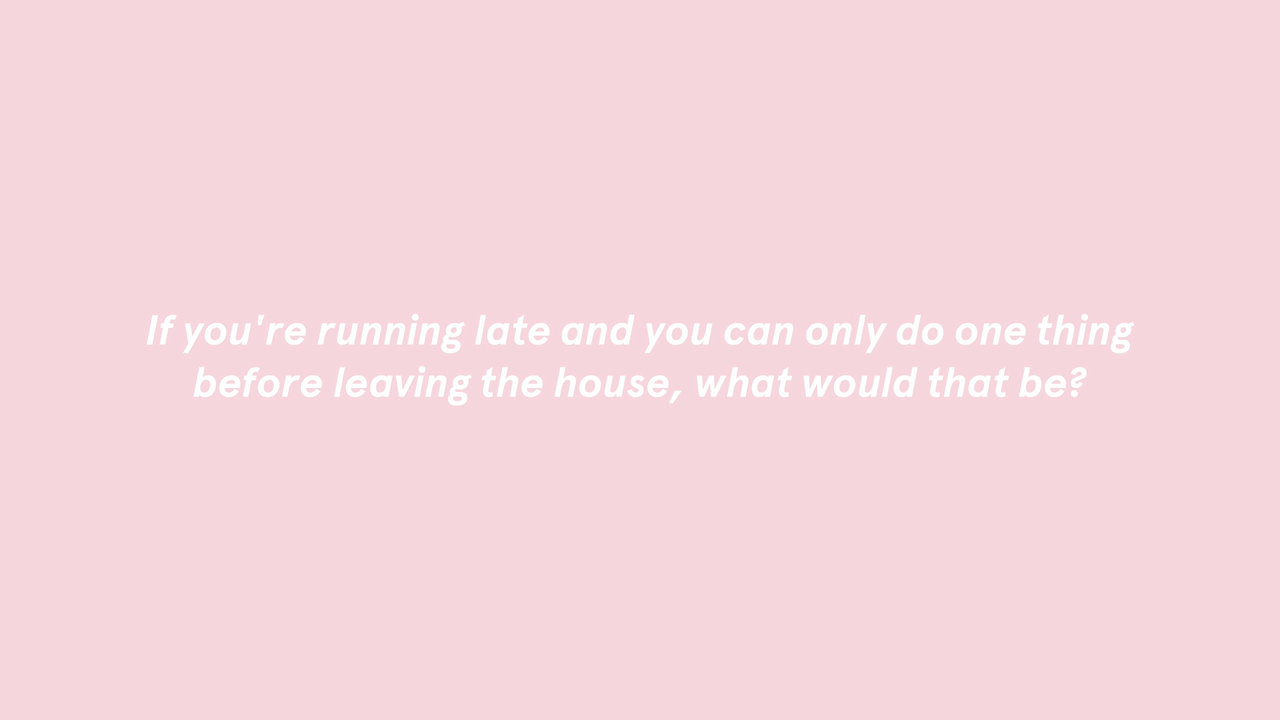 If you're running late and you can only do one thing
before leaving the house, what would that be?